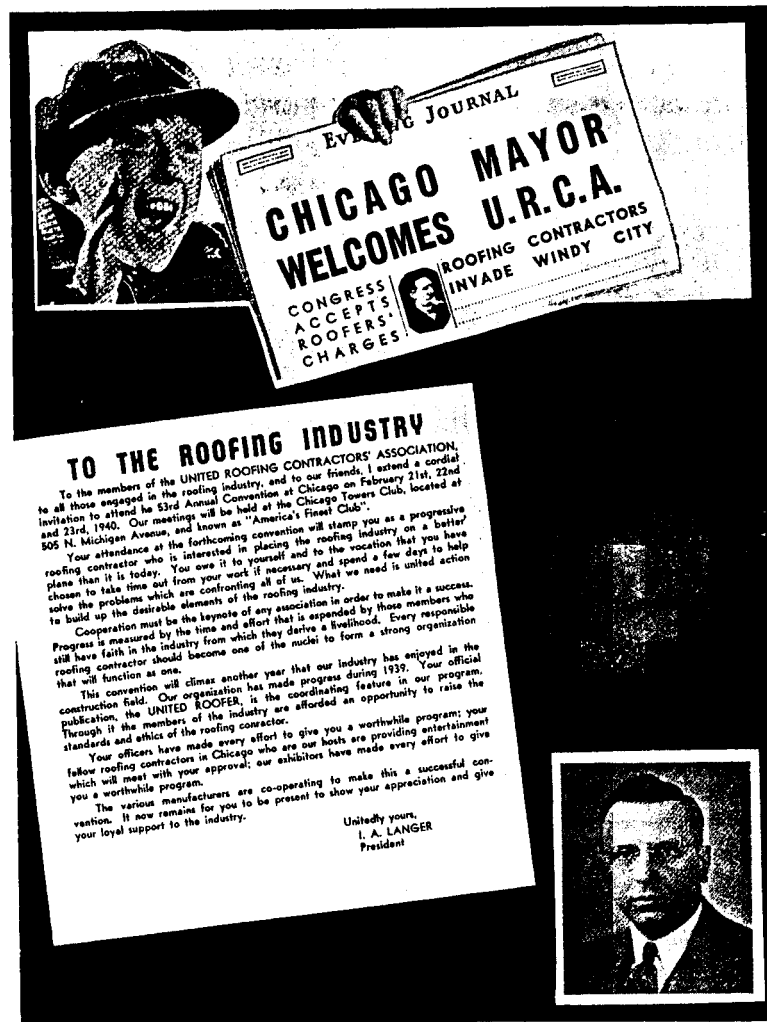 EVENING JOURNAL
CHICAGO MAYOR
WELCOMES U.R.C.A.
CONGRESS
ACCEPTS
ROOFERS'
CHARGES
ROOFING CONTRACTORS
INVADE WINDY CITY
TO THE ROOFING INDUSTRY
To the members of the UNITED ROOFING CONTRACTORS' ASSOCIATION,
to all those engaged in the roofing industry, and to our friends, I extend a cordial
invitation to attend he 53rd Annual Convention at Chicago on February 21st, 22nd
and 23rd, 1940. Our meetings will be held at the Chicago Towers Club, located at
505 N. Michigan Avenue, and known as "America's Finest Club".
Your attendance at the forthcoming convention will stamp you as a progressive
roofing contractor who is interested in placing the roofing industry on a better
plane than it is today. You owe it to yourself and to the vocation that you have
chosen to take time out from your work if necessary and spend a few days to help
solve the problems which are confronting all of us. What we need is united action
to build up the desirable elements of the roofing industry.
Cooperation must be the keynote of any association in order to make it a success.
Progress is measured by the time and effort that is expended by those members who
still have faith in the industry from which they derive a livelihood. Every responsible
roofing contractor should become one of the nuclei to form a strong organization
that will function as one.
This convention will climax another year that our industry has enjoyed in the
construction field. Our organization has made progress during 1939. Your official
publication, the UNITED ROOFER, is the coordinating feature in our program.
Through it the members of the industry are afforded an opportunity to raise the
standards and ethics of the roofing conractor.
Your officers have made every effort to give you a worthwhile program; your
fellow roofing contractors in Chicago who are our hosts are providing entertainment
which will meet with your approval; our exhibitors have made every effort to give
you a worthwhile program.
The various manufacturers are co-operating to make this a successful con-
vention. It now remains for you to be present to show your appreciation and give
your loyal support to the industry.
Unitedly yours,
I. A. LANGER
President